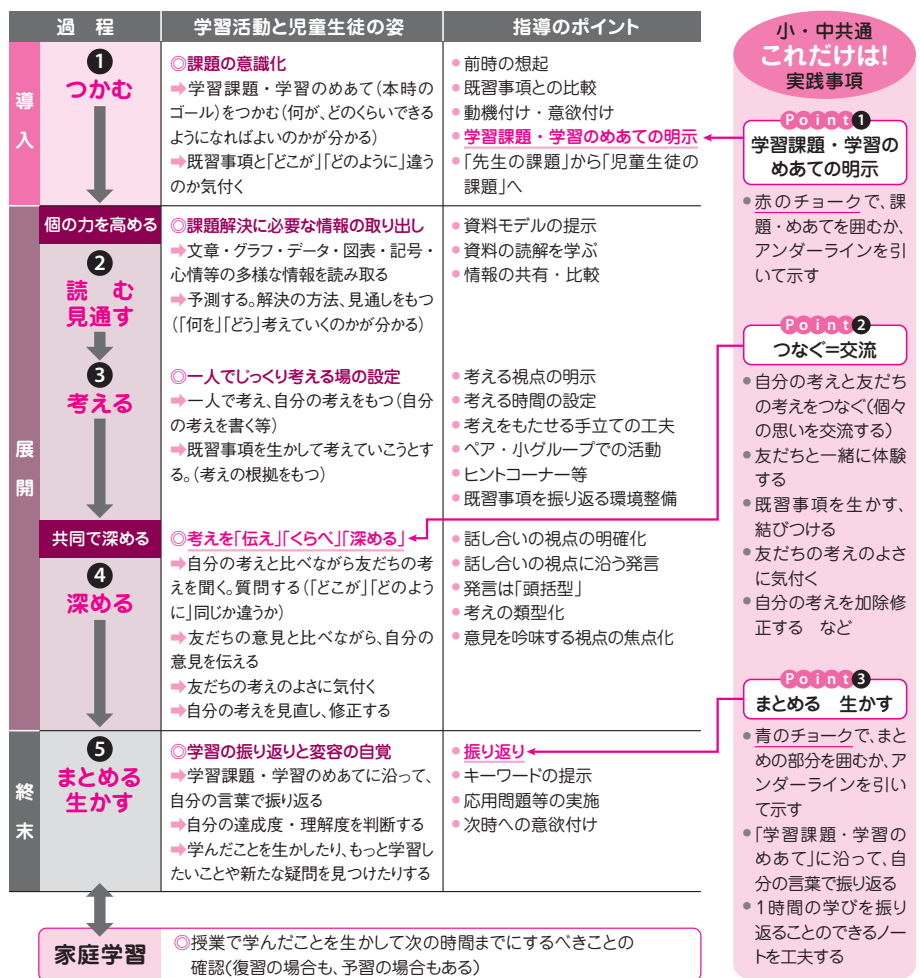 過　程
学習活動と児童生徒の姿
指導のポイント
導入
❶
つかむ
◎課題の意識化
➡学習課題・学習のめあて(本時の
ゴール)をつかむ(何が、どのくらいできる
ようになればよいのかが分かる)
➡既習事項と｢どこが｣｢どのように｣違う
のか気付く
●前時の想起
●既習事項との比較
●動機付け・意欲付け
●学習課題・学習のめあての明示
●｢先生の課題｣から｢児童生徒の
課題｣へ
展開
個の力を高める
❷
読　む
見通す
◎課題解決に必要な情報の取り出し
➡文章・グラフ・データ・図表・記号・
心情等の多様な情報を読み取る
➡予測する。解決の方法、見通しをもつ
(｢何を｣｢どう｣考えていくのかが分かる)
●資料モデルの提示
●資料の読解を学ぶ
●情報の共有・比較
❸
考える
◎一人でじっくり考える場の設定
➡一人で考え、自分の考えをもつ(自分
の考えを書く等)
➡既習事項を生かして考えていこうとす
る。(考えの根拠をもつ)
●考える視点の明示
●考える時間の設定
●考えをもたせる手立ての工夫
●ペア・小グループでの活動
●ヒントコーナー等
●既習事項を振り返る環境整備
共同で深める
❹
深める
◎考えを｢伝え｣｢くらべ｣｢深める｣
➡自分の考えと比べながら友だちの考
えを聞く。質問する(｢どこが｣｢どのよう
に｣同じか違うか)
➡友だちの意見と比べながら、自分の
意見を伝える
➡友だちの考えのよさに気付く
➡自分の考えを見直し、修正する
●話し合いの視点の明確化
●話し合いの視点に沿う発言
●発言は｢頭括型｣
●考えの類型化
●意見を吟味する視点の焦点化
終末
❺
まとめる
生かす
◎学習の振り返りと変容の自覚
➡学習課題・学習のめあてに沿って、
自分の言葉で振り返る
➡自分の達成度・理解度を判断する
➡学んだことを生かしたり、もっと学習し
たいことや新たな疑問を見つけたりする
●振り返り
●キーワードの提示
●応用問題等の実施
●次時への意欲付け
家庭学習
◎授業で学んだことを生かして次の時間までにするべきことの
確認(復習の場合も、予習の場合もある)
小・中共通
これだけは!
実践事項
Point❶
学習課題・学習の
めあての明示
●赤のチョークで、課
題・めあてを囲むか、
アンダーラインを引
いて示す
Point❷
つなぐ=交流
●自分の考えと友だち
の考えをつなぐ(個々
の思いを交流する)
●友だちと一緒に体験
する
●既習事項を生かす、
結びつける
●友だちの考えのよさ
に気付く
●自分の考えを加除修
正する　など
Point❸
まとめる　生かす
●青のチョークで、まと
めの部分を囲むか、ア
ンダーラインを引い
て示す
●｢学習課題・学習の
めあて｣に沿って、自
分の言葉で振り返る
●1時間の学びを振り
返ることのできるノー
トを工夫する